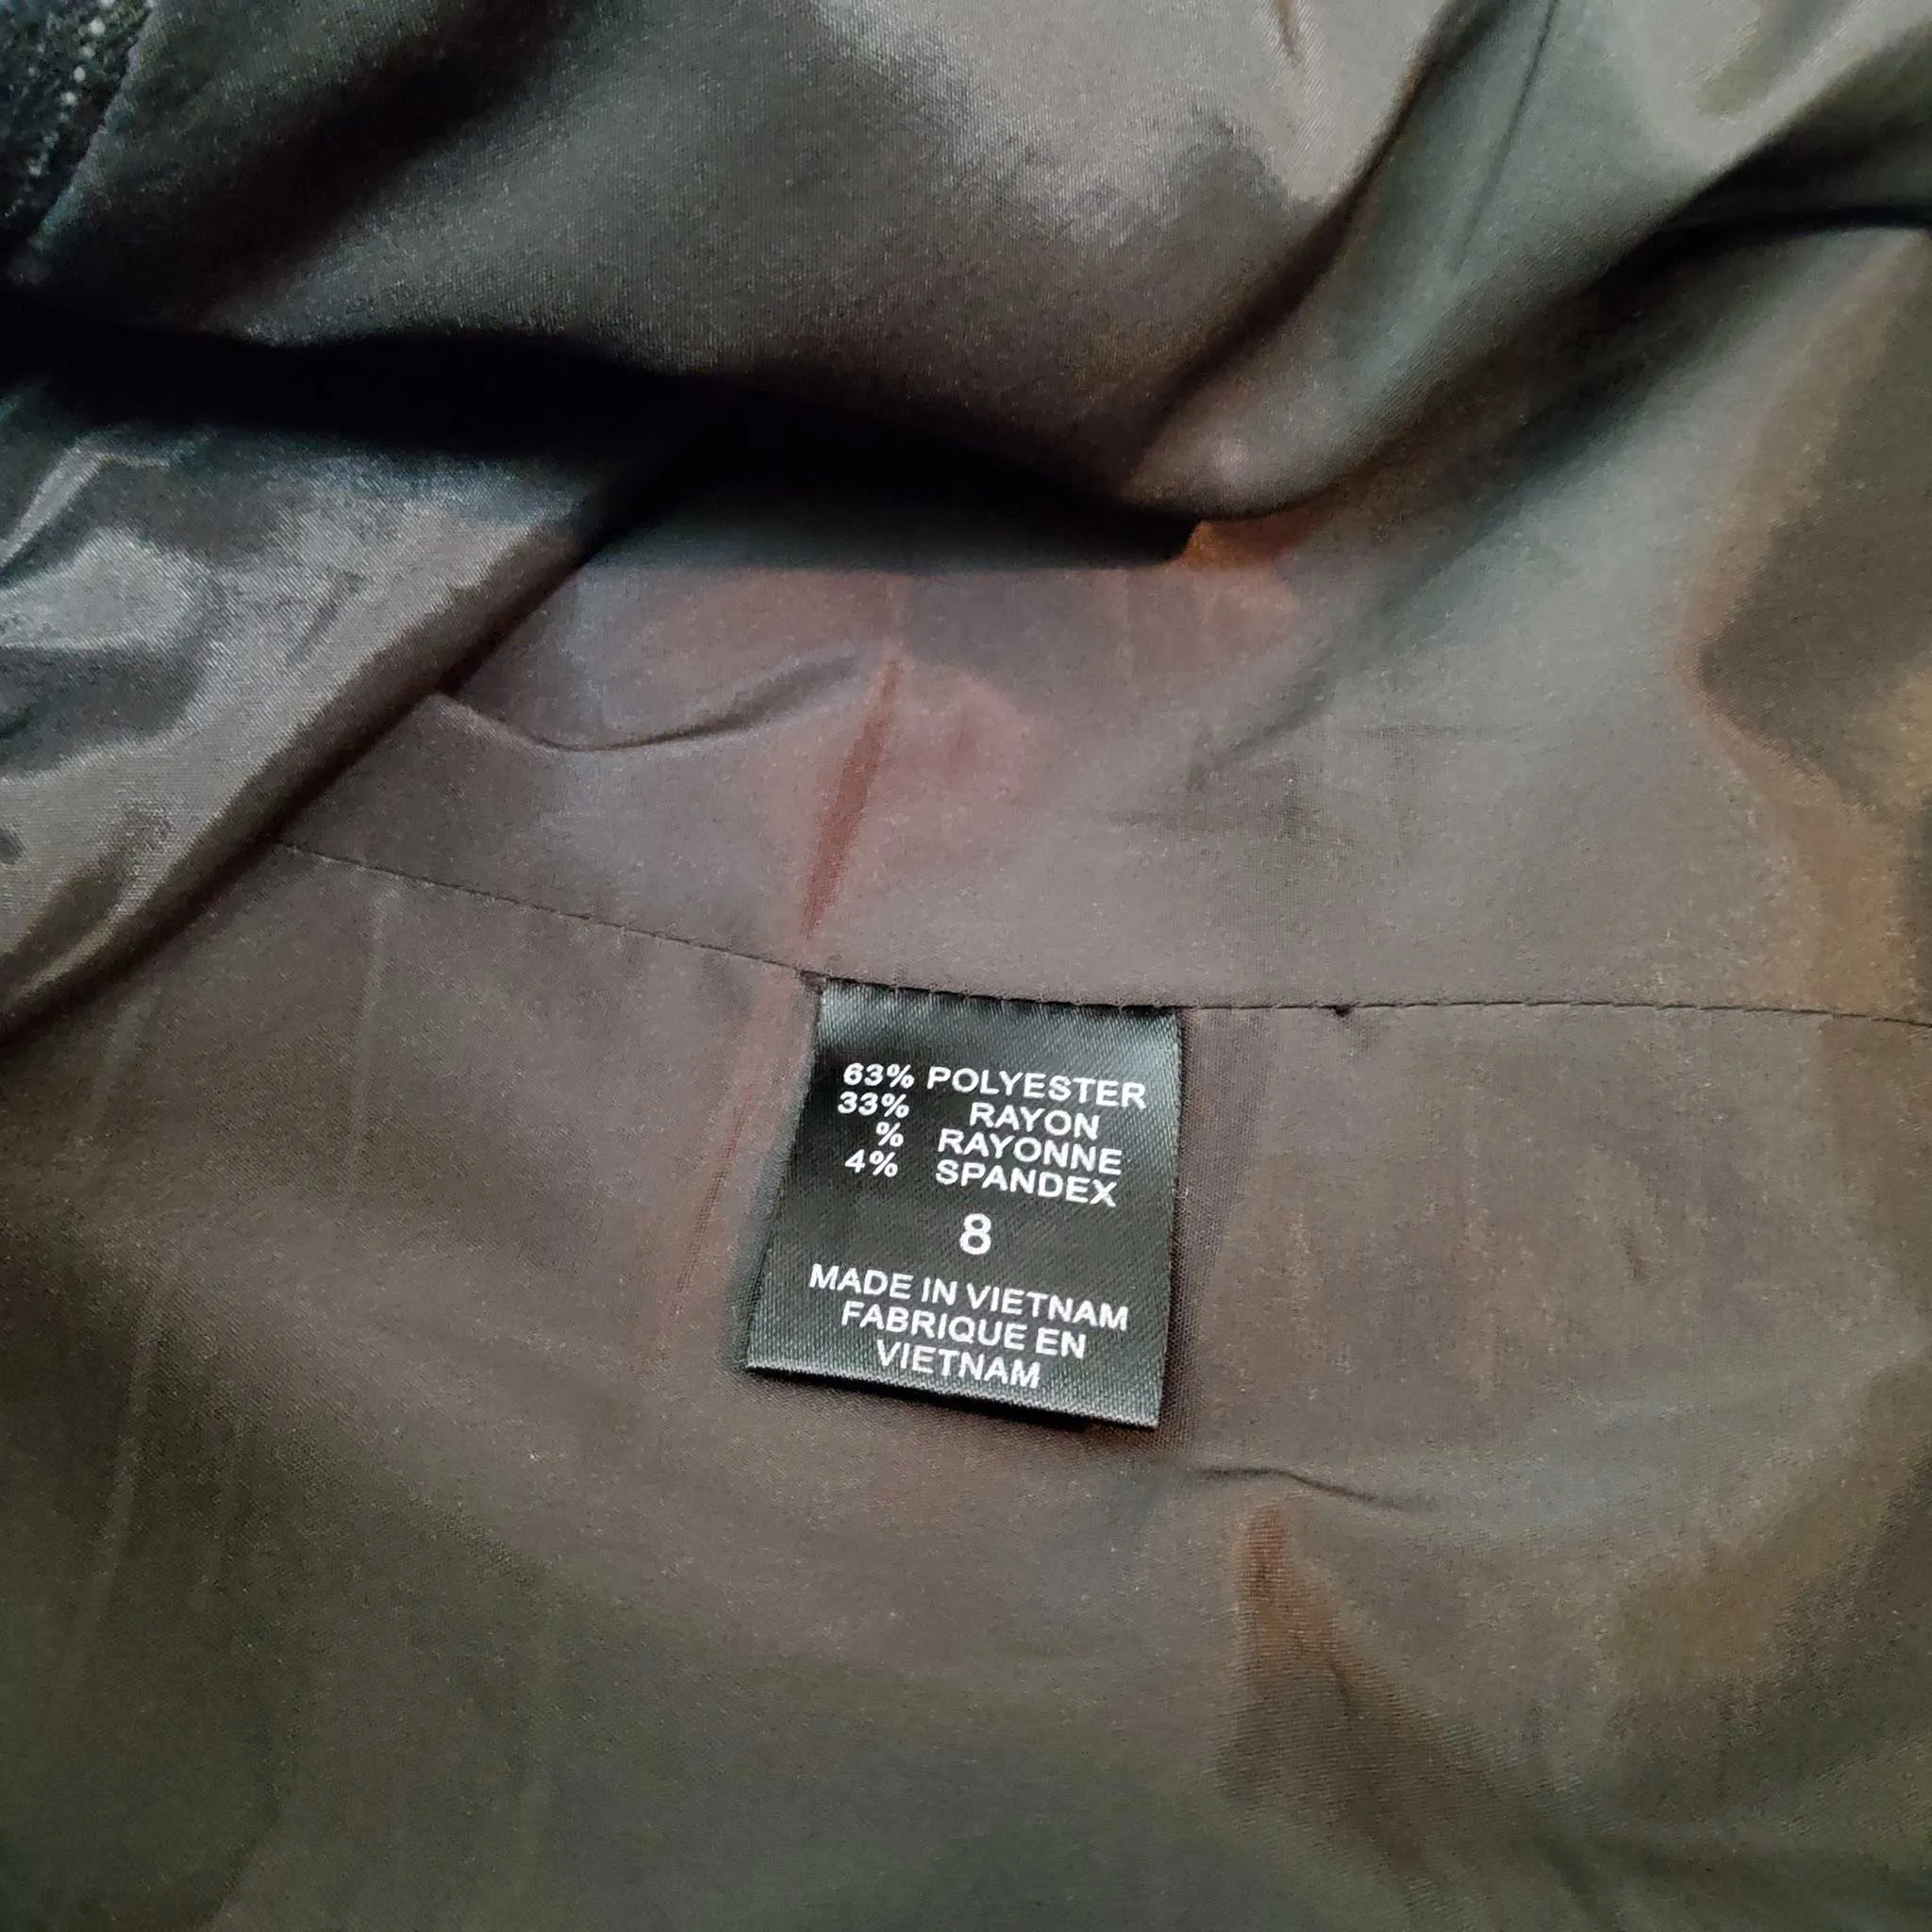 63% POLYESTER
33% RAYON
% RAYONNE
4% SPANDEX
8
MADE IN VIETNAM
FABRIQUE EN
VIETNAM